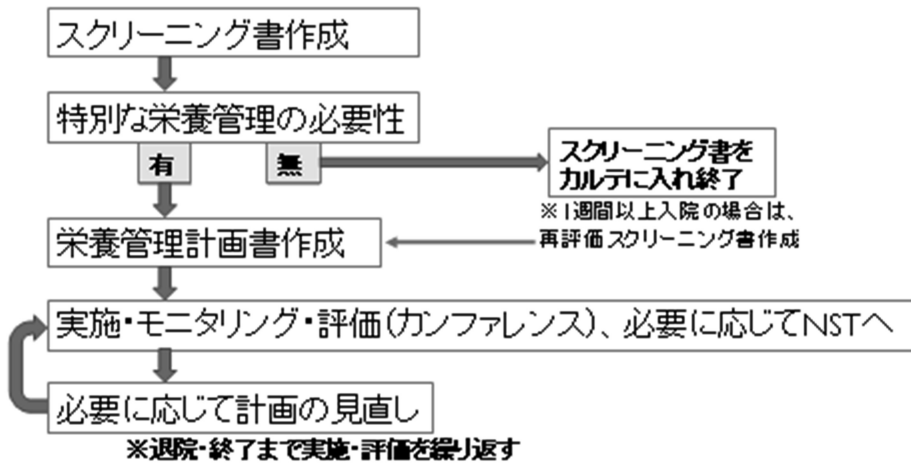 スクリーニング書作成
特別な栄養管理の必要性
有
無
スクリーニング書を
カルテに入れ終了
※1週間以上入院の場合は、
再評価スクリーニング書作成
栄養管理計画書作成
実施・モニタリング・評価(カンファレンス)、必要に応じてNSTへ
必要に応じて計画の見直し
※退院・終了まで実施・評価を繰り返す